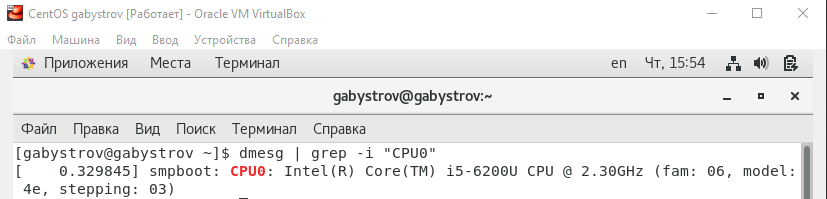 CentOS gabystrov [Работает] - Oracle VM VirtualBox
Файл Машина Вид Ввод Устройства Справка
Приложения Места Терминал en Чт, 15:54
gabystrov@gabystrov:~
Файл Правка Вид Поиск Терминал Справка
[gabystrov@gabystrov ~]$ dmesg | grep -i "CPU0"
[    0.329845] smpboot: CPU0: Intel(R) Core(TM) i5-6200U CPU @ 2.30GHz (fam: 06, model:
 4e, stepping: 03)